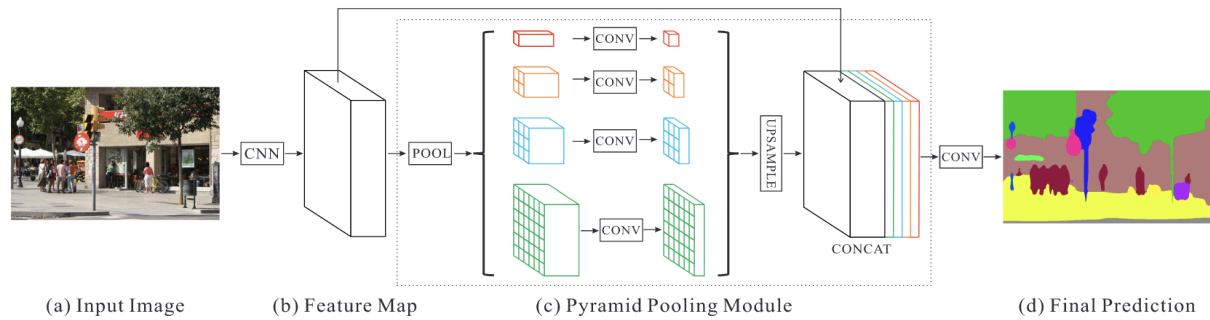 CNN
POOL
CONV
CONV
CONV
CONV
UPSAMPLE
CONCAT
CONV
(a) Input Image
(b) Feature Map
(c) Pyramid Pooling Module
(d) Final Prediction